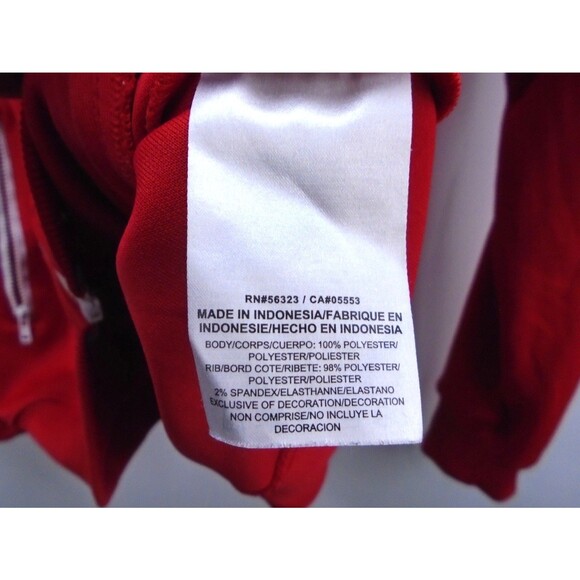 RN#56323 / CA#05553
MADE IN INDONESIA/FABRIQUE EN
INDONESIE/HECHO EN INDONESIA
BODY/CORPS/CUERPO: 100% POLYESTER/
POLYESTER/POLIESTER
RIB/BORD COTE/RIBETE: 98% POLYESTER/
POLYESTER/POLIESTER
2% SPANDEX/ELASTHANNE/ELASTANO
EXCLUSIVE OF DECORATION/DECORATION
NON COMPRISE/NO INCLUYE LA
DECORACION